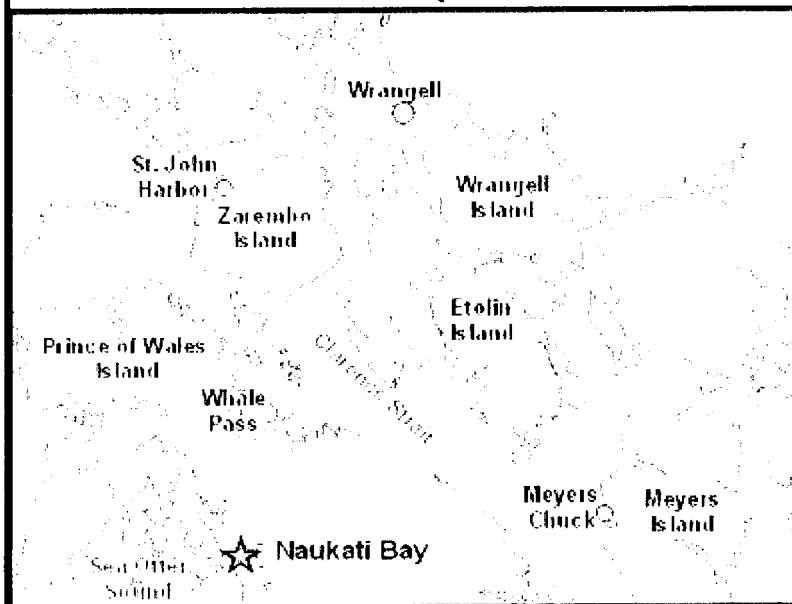 Wrangell
St. John
Harbor
Wrangell
Island
Zarembo
Island
Etolin
Island
Prince of Wales
Island
Clarence Strait
Whale
Pass
Meyers
Chuck
Meyers
Island
Naukati Bay
Sea Otter
Sound